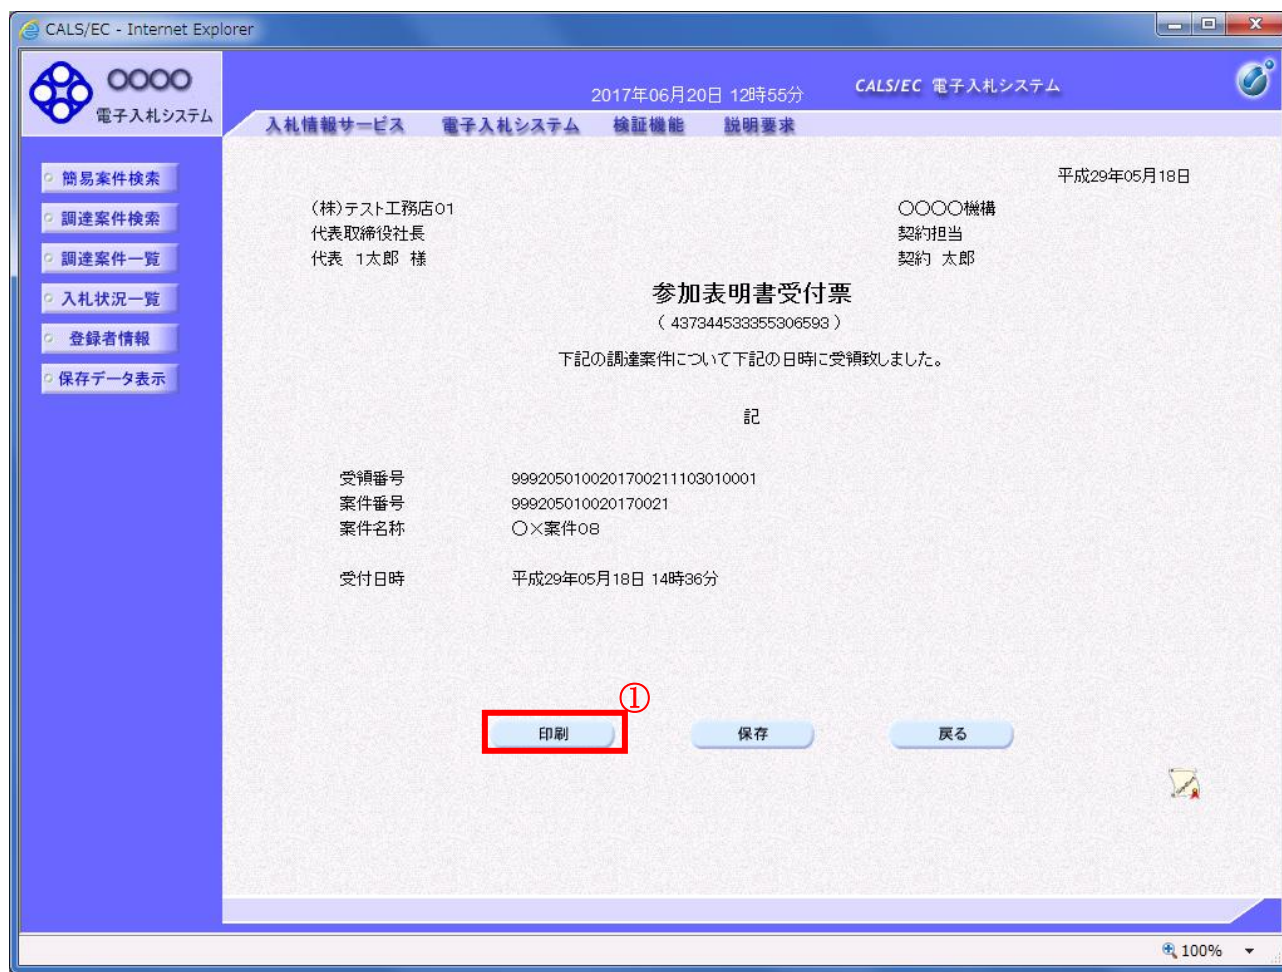 CALS/EC - Internet Explorer
〇〇〇〇
電子入札システム
2017年06月20日 12時55分
CALS/EC 電子入札システム
入札情報サービス 電子入札システム 検証機能 説明要求
簡易案件検索
調達案件検索
調達案件一覧
入札状況一覧
登録者情報
保存データ表示
平成29年05月18日
(株)テスト工務店01
代表取締役社長
代表 1太郎 様
〇〇〇〇機構
契約担当
契約 太郎
参加表明書受付票
( 437344533355306593 )
下記の調達案件について下記の日時に受領致しました。
記
受領番号 9992050100201700211103010001
案件番号 999205010020170021
案件名称 〇×案件08
受付日時 平成29年05月18日 14時36分
①
印刷 保存 戻る
100%